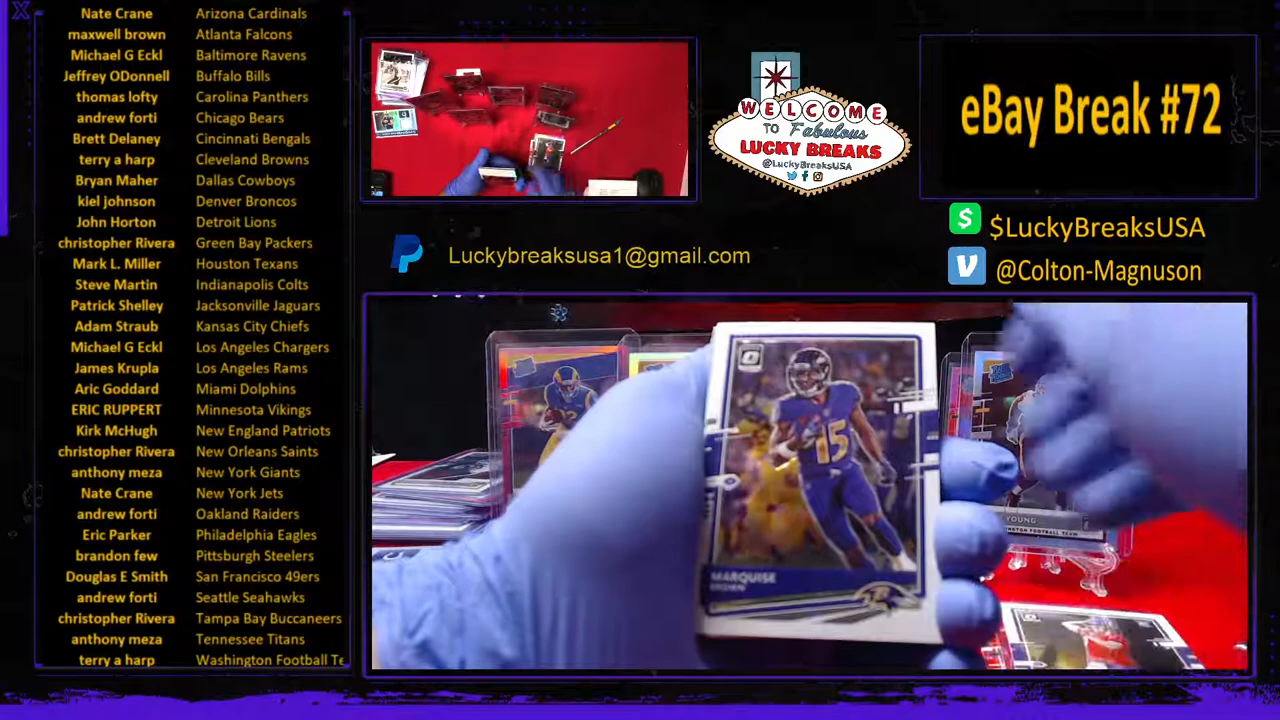 Nate Crane Arizona Cardinals
maxwell brown Atlanta Falcons
Michael G Eckl Baltimore Ravens
Jeffrey ODonnell Buffalo Bills
thomas lofty Carolina Panthers
andrew forti Chicago Bears
Brett Delaney Cincinnati Bengals
terry a harp Cleveland Browns
Bryan Maher Dallas Cowboys
kiel johnson Denver Broncos
John Horton Detroit Lions
christopher Rivera Green Bay Packers
Mark L. Miller Houston Texans
Steve Martin Indianapolis Colts
Patrick Shelley Jacksonville Jaguars
Adam Straub Kansas City Chiefs
Michael G Eckl Los Angeles Chargers
James Krupla Los Angeles Rams
Aric Goddard Miami Dolphins
ERIC RUPPERT Minnesota Vikings
Kirk McHugh New England Patriots
christopher Rivera New Orleans Saints
anthony meza New York Giants
Nate Crane New York Jets
andrew forti Oakland Raiders
Eric Parker Philadelphia Eagles
brandon few Pittsburgh Steelers
Douglas E Smith San Francisco 49ers
andrew forti Seattle Seahawks
christopher Rivera Tampa Bay Buccaneers
anthony meza Tennessee Titans
terry a harp Washington Football Te
WELCOME
TO Fabulous
LUCKY BREAKS
@LuckyBreaksUSA
eBay Break #72
$LuckyBreaksUSA
@Colton-Magnuson
Luckybreaksusa1@gmail.com
15
MARQUISE
BROWN
YOUNG